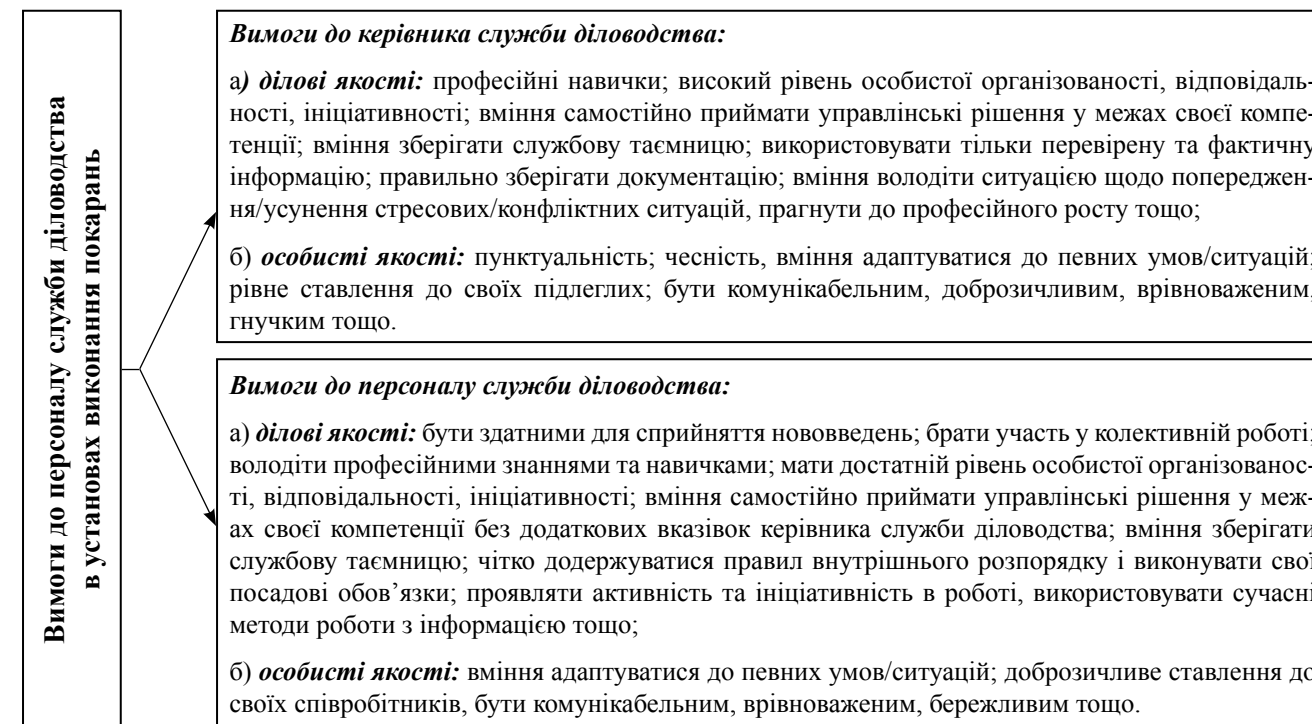 Вимоги до персоналу служби діловодства
в установах виконання покарань
Вимоги до керівника служби діловодства:
а) ділові якості: професійні навички; високий рівень особистої організованості, відповідаль-
ності, ініціативності; вміння самостійно приймати управлінські рішення у межах своєї компе-
тенції; вміння зберігати службову таємницю; використовувати тільки перевірену та фактичну
інформацію; правильно зберігати документацію; вміння володіти ситуацією щодо попереджен-
ня/усунення стресових/конфліктних ситуацій, прагнути до професійного росту тощо;
б) особисті якості: пунктуальність; чесність, вміння адаптуватися до певних умов/ситуацій;
рівне ставлення до своїх підлеглих; бути комунікабельним, доброзичливим, врівноваженим,
гнучким тощо.
Вимоги до персоналу служби діловодства:
а) ділові якості: бути здатними для сприйняття нововведень; брати участь у колективній роботі;
володіти професійними знаннями та навичками; мати достатній рівень особистої організованос-
ті, відповідальності, ініціативності; вміння самостійно приймати управлінські рішення у меж-
ах своєї компетенції без додаткових вказівок керівника служби діловодства; вміння зберігати
службову таємницю; чітко додержуватися правил внутрішнього розпорядку і виконувати свої
посадові обов’язки; проявляти активність та ініціативність в роботі, використовувати сучасні
методи роботи з інформацією тощо;
б) особисті якості: вміння адаптуватися до певних умов/ситуацій; доброзичливе ставлення до
своїх співробітників, бути комунікабельним, врівноваженим, бережливим тощо.